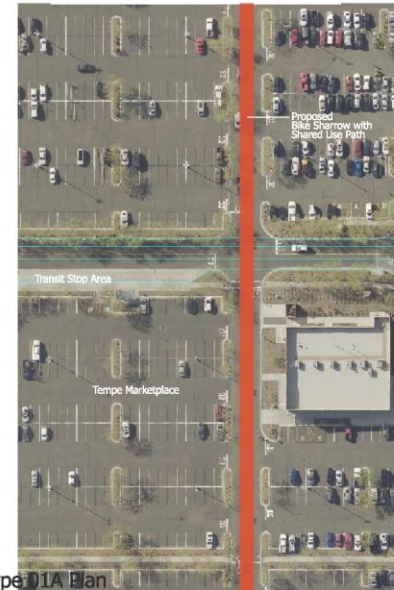 Proposed
Bike Sharrow with
Shared Use Path
Transit Stop Area
Tempe Marketplace
pe 01A Plan